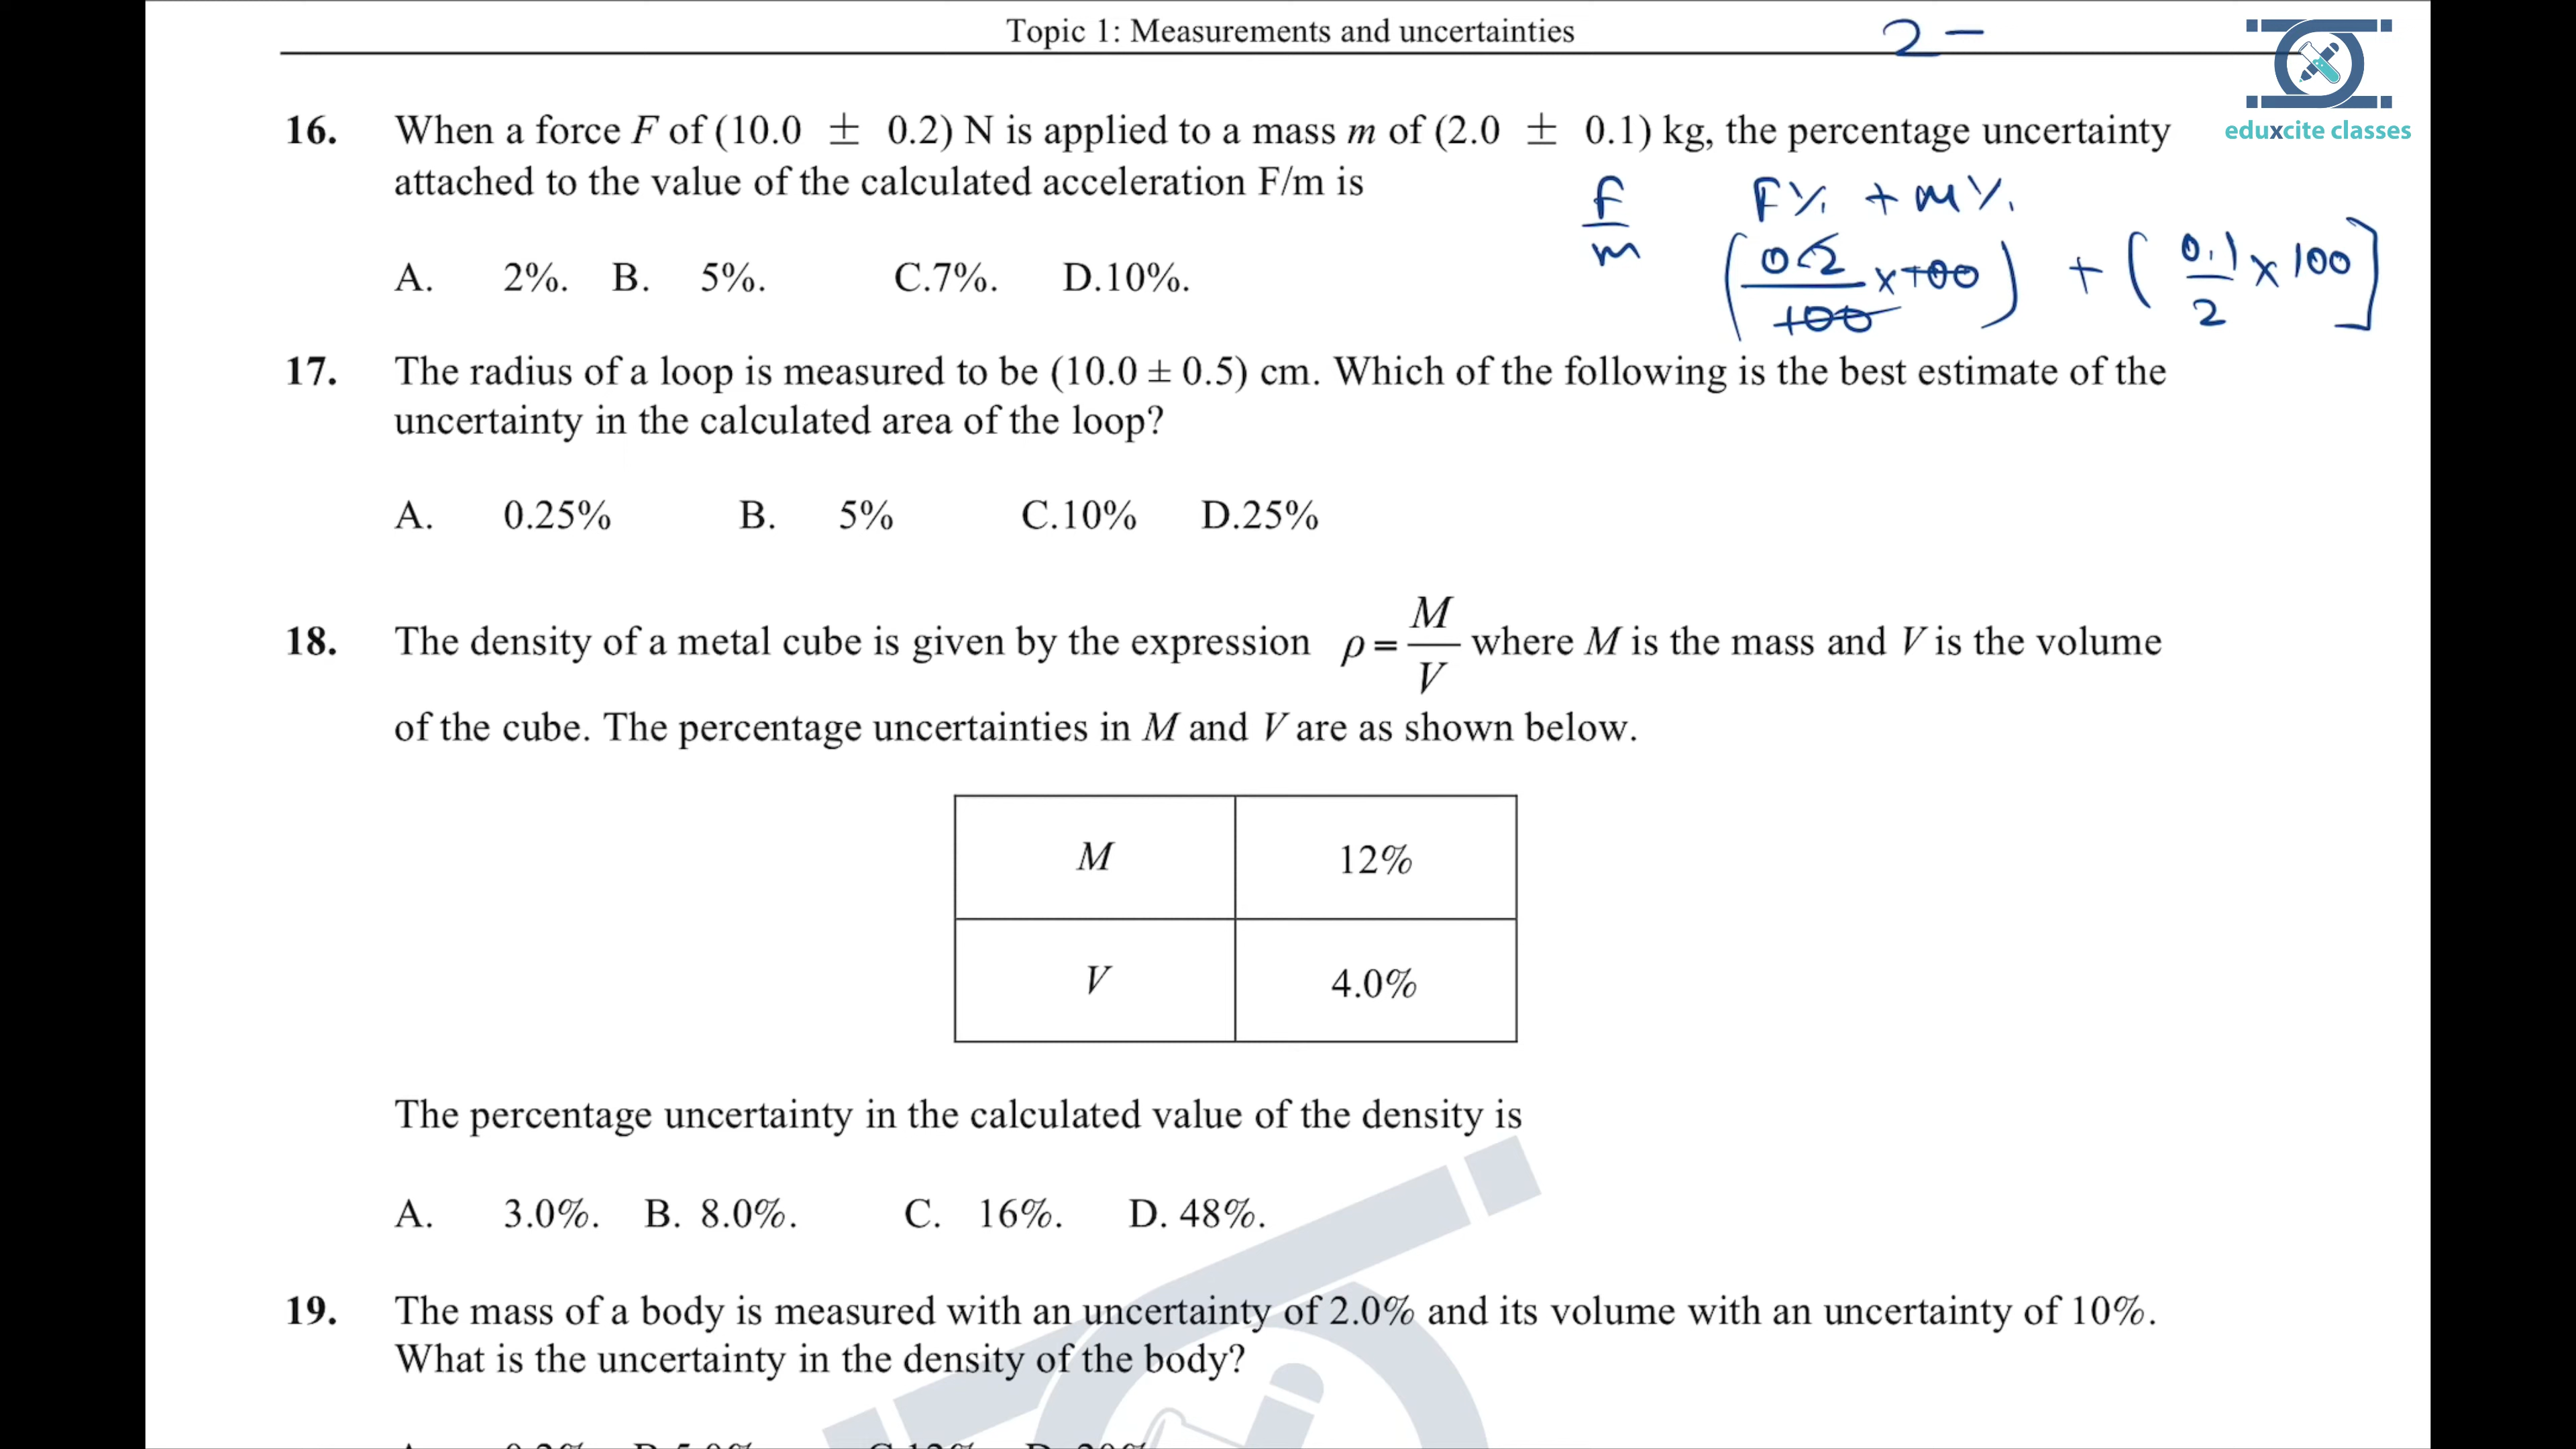 Topic 1: Measurements and uncertainties
2 –
eduxcite classes
16. When a force F of (10.0 ± 0.2) N is applied to a mass m of (2.0 ± 0.1) kg, the percentage uncertainty
attached to the value of the calculated acceleration F/m is
F/m F% + m%
(0.2/100 × 100) + (0.1/2 × 100]
A. 2%. B. 5%. C.7%. D.10%.
17. The radius of a loop is measured to be (10.0 ± 0.5) cm. Which of the following is the best estimate of the
uncertainty in the calculated area of the loop?
A. 0.25% B. 5% C.10% D.25%
18. The density of a metal cube is given by the expression ρ = M/V where M is the mass and V is the volume
of the cube. The percentage uncertainties in M and V are as shown below.
M 12%
V 4.0%
The percentage uncertainty in the calculated value of the density is
A. 3.0%. B. 8.0%. C. 16%. D. 48%.
19. The mass of a body is measured with an uncertainty of 2.0% and its volume with an uncertainty of 10%.
What is the uncertainty in the density of the body?